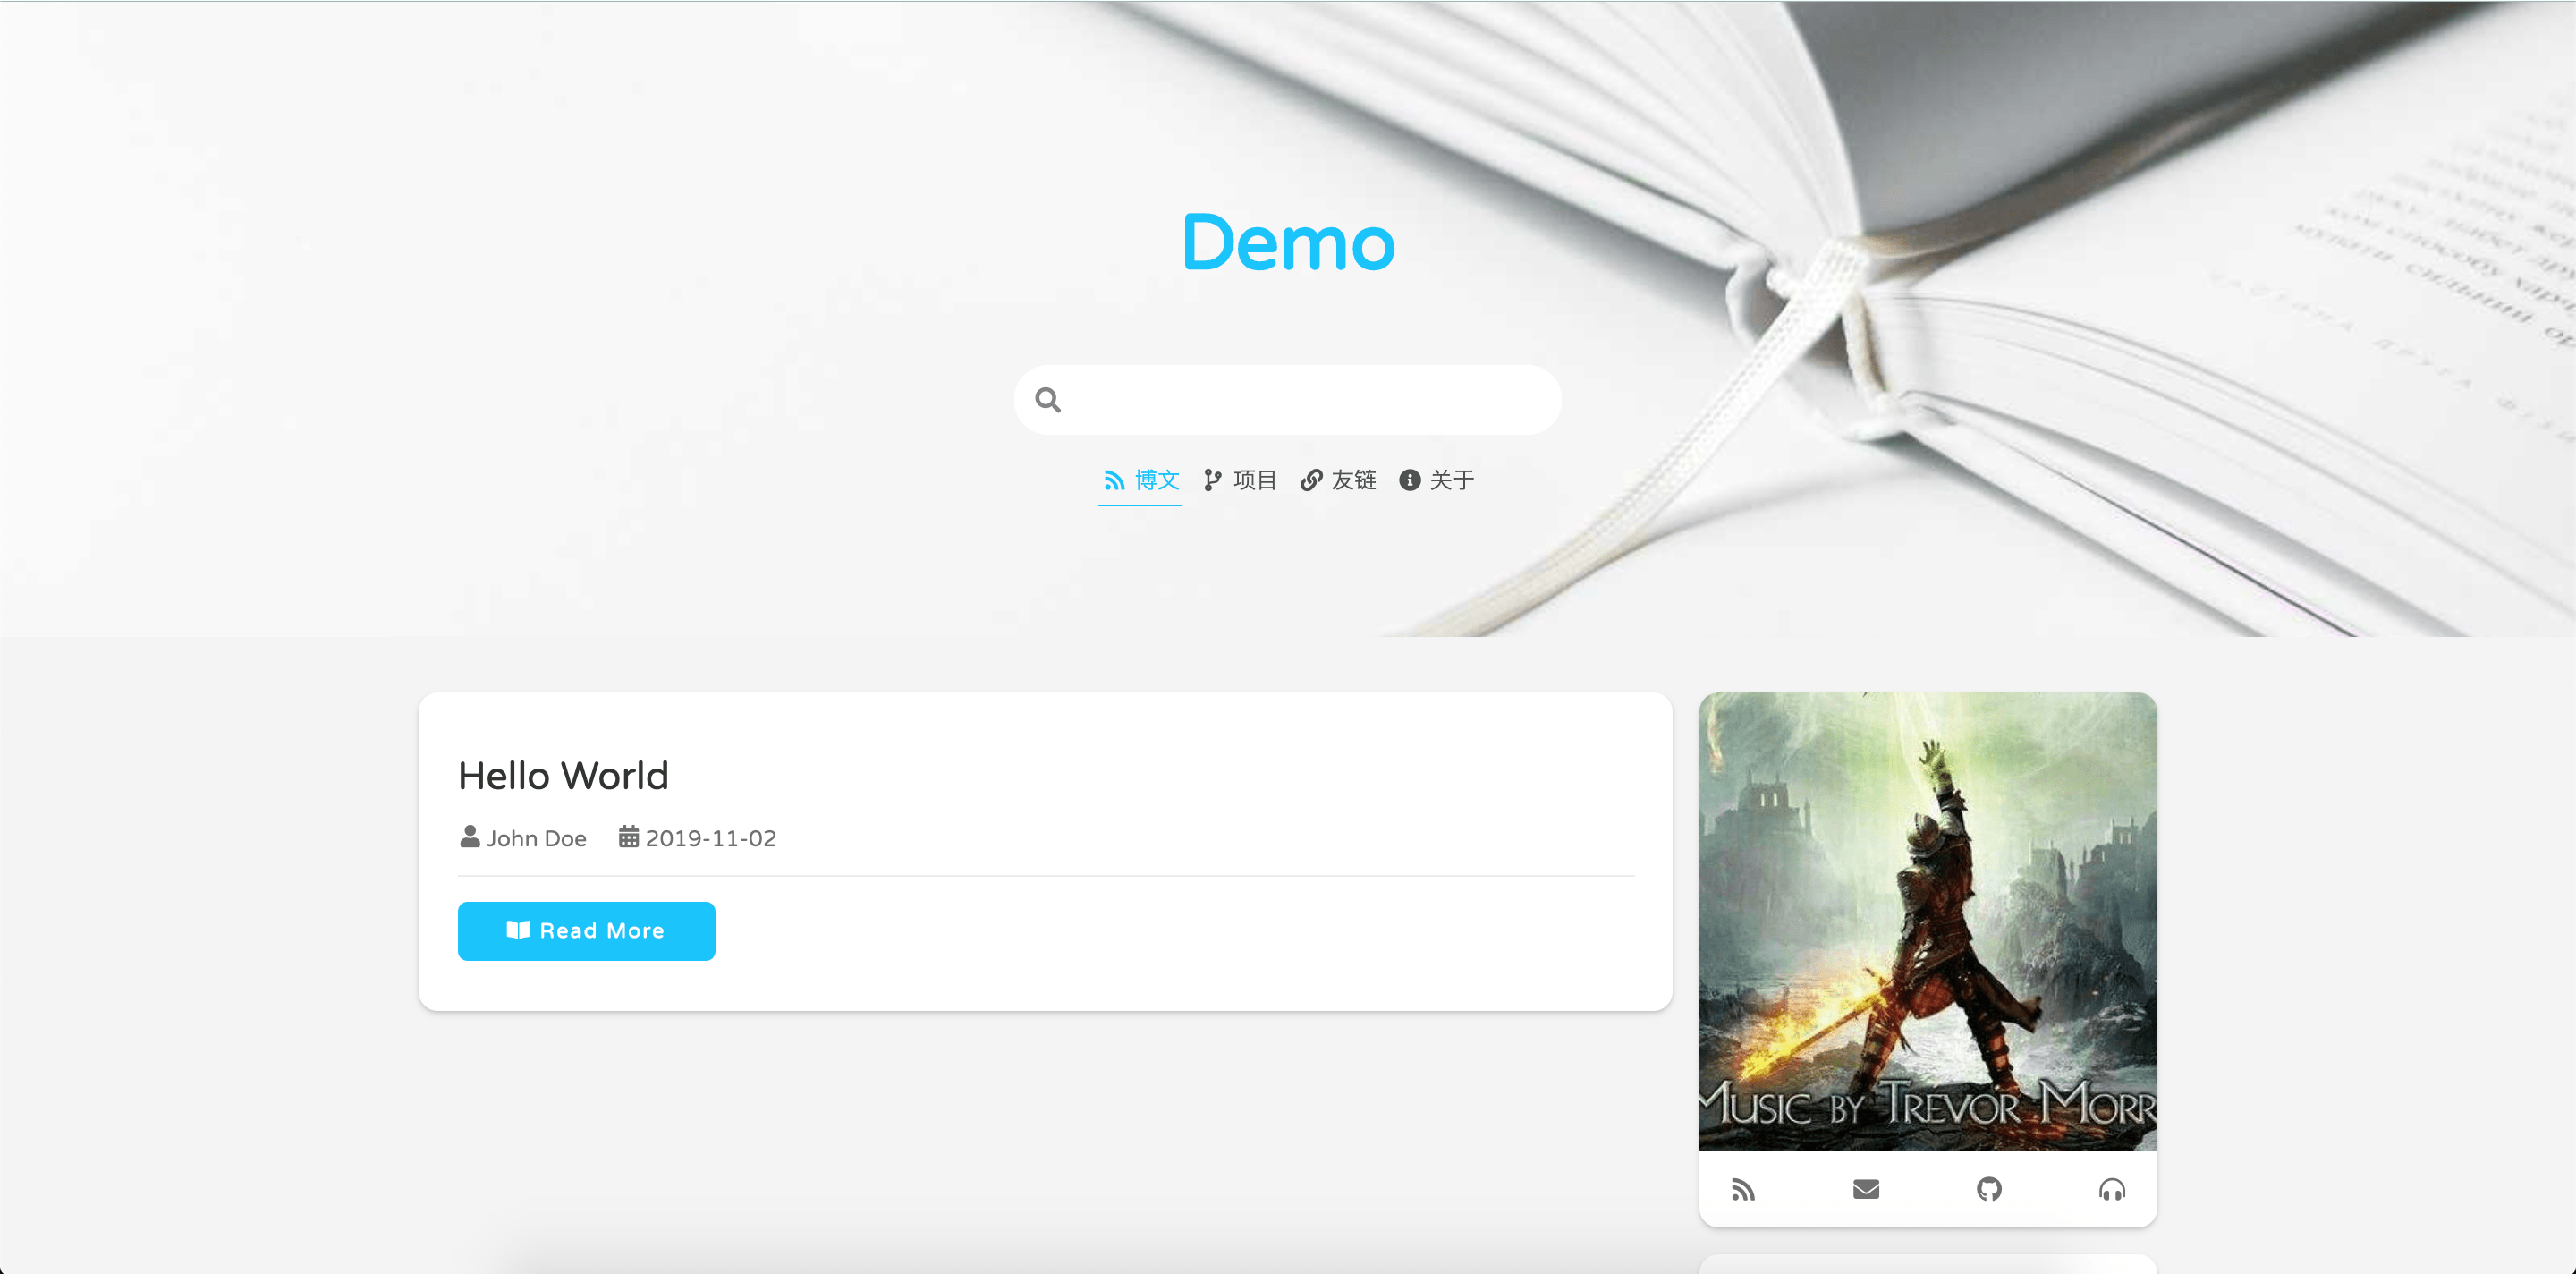 Demo
博文 项目 友链 关于
Hello World
John Doe 2019-11-02
Read More
MUSIC BY TREVOR MORR